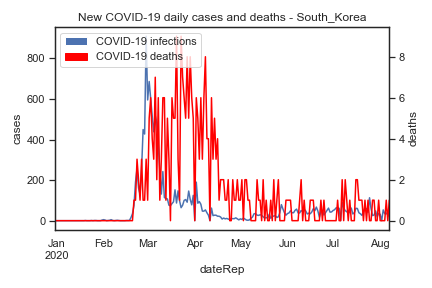 New COVID-19 daily cases and deaths - South_Korea
COVID-19 infections
COVID-19 deaths
cases
deaths
800
600
400
200
0
8
6
4
2
0
Jan Feb Mar Apr May Jun Jul Aug
2020
dateRep